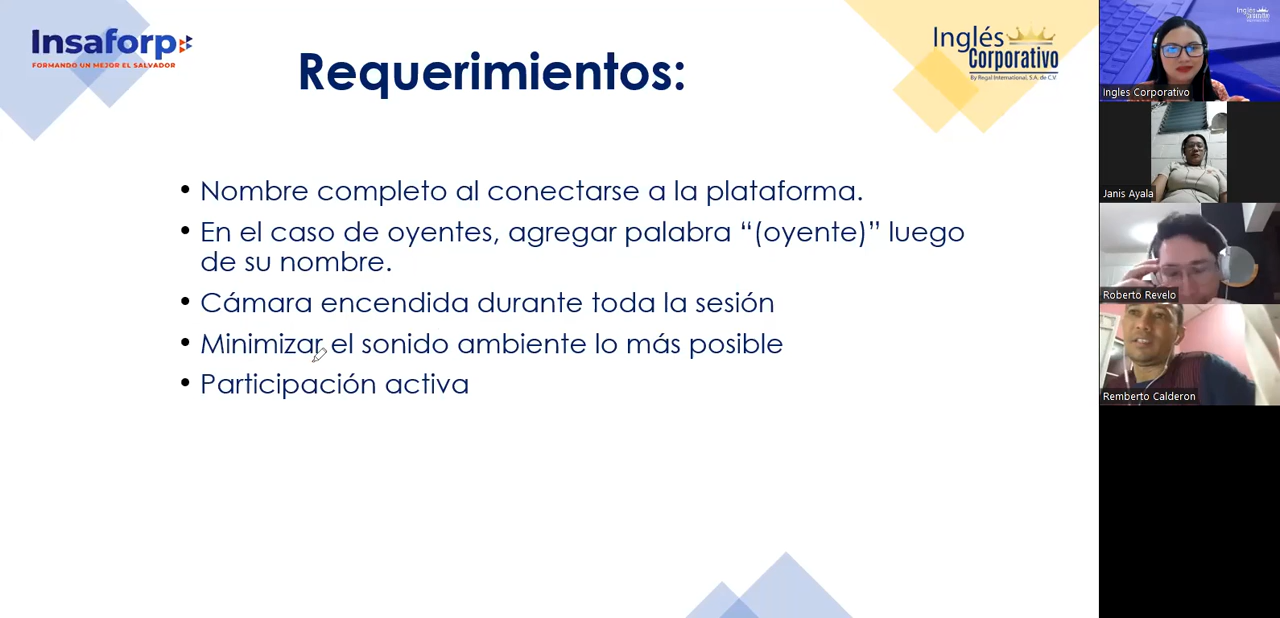 Insaforp
FORMANDO UN MEJOR EL SALVADOR
Requerimientos:
Inglés
Corporativo
By Regal International, S.A. de C.V.
• Nombre completo al conectarse a la plataforma.
• En el caso de oyentes, agregar palabra “(oyente)” luego
de su nombre.
• Cámara encendida durante toda la sesión
• Minimizar el sonido ambiente lo más posible
• Participación activa
Ingles Corporativo
Janis Ayala
Roberto Revelo
Remberto Calderon